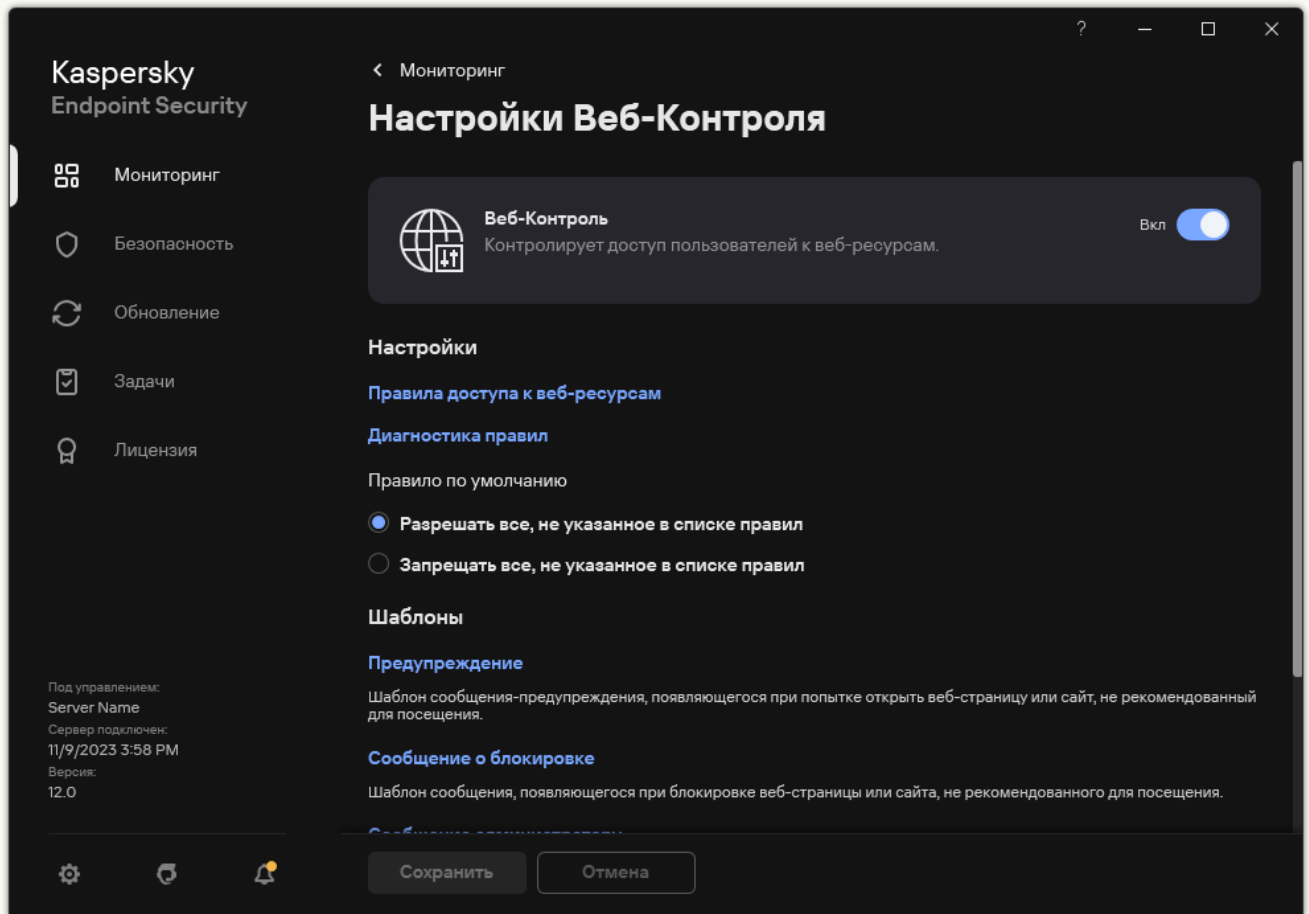 ?
Kaspersky
Endpoint Security
Мониторинг
Безопасность
Обновление
Задачи
Лицензия
Под управлением:
Server Name
Сервер подключен:
11/9/2023 3:58 PM
Версия:
12.0
Мониторинг
Настройки Веб-Контроля
Веб-Контроль
Контролирует доступ пользователей к веб-ресурсам.
Вкл
Настройки
Правила доступа к веб-ресурсам
Диагностика правил
Правило по умолчанию
Разрешать все, не указанное в списке правил
Запрещать все, не указанное в списке правил
Шаблоны
Предупреждение
Шаблон сообщения-предупреждения, появляющегося при попытке открыть веб-страницу или сайт, не рекомендованный
для посещения.
Сообщение о блокировке
Шаблон сообщения, появляющегося при блокировке веб-страницы или сайта, не рекомендованного для посещения.
Сохранить
Отмена